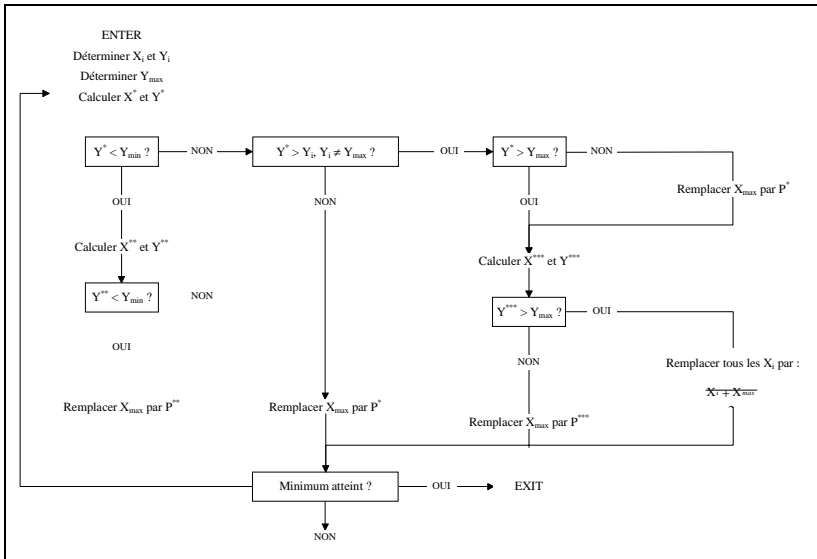 ENTER
Déterminer Xi et Yi
Déterminer Ymax
Calculer X* et Y*
Y* < Ymin ?
NON
Y* > Yi, Yi ≠ Ymax ?
OUI
Y* > Ymax ?
NON
OUI
NON
OUI
Remplacer Xmax par P*
Calculer X** et Y**
Calculer X*** et Y***
Y** < Ymin ?
NON
Y*** > Ymax ?
OUI
OUI
NON
Remplacer tous les Xi par :
Xi + Xmax
Remplacer Xmax par P**
Remplacer Xmax par P*
Remplacer Xmax par P***
Minimum atteint ?
OUI
EXIT
NON